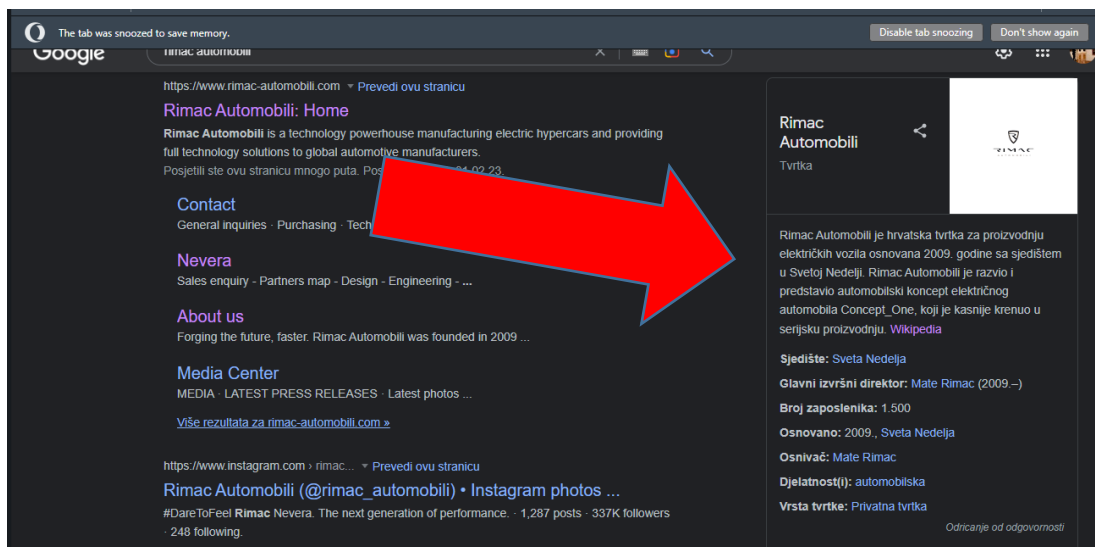 The tab was snoozed to save memory.
Disable tab snoozing
Don't show again
Google
rimac automobili
https://www.rimac-automobili.com
Prevedi ovu stranicu
Rimac Automobili: Home
Rimac Automobili is a technology powerhouse manufacturing electric hypercars and providing
full technology solutions to global automotive manufacturers.
Posjetili ste ovu stranicu mnogo puta.
02.23.
Contact
General inquiries · Purchasing ·
Nevera
Sales enquiry - Partners map - Design - Engineering - ...
About us
Forging the future, faster. Rimac Automobili was founded in 2009 ...
Media Center
MEDIA · LATEST PRESS RELEASES · Latest photos ...
Više rezultata za rimac-automobili.com »
https://www.instagram.com › rimac...
Prevedi ovu stranicu
Rimac Automobili (@rimac_automobili) • Instagram photos ...
#DareToFeel Rimac Nevera. The next generation of performance. · 1,287 posts · 337K followers
· 248 following.
Rimac
Automobili
Tvrtka
RIMAC
AUTOMOBILI
Rimac Automobili je hrvatska tvrtka za proizvodnju
električkih vozila osnovana 2009. godine sa sjedištem
u Svetoj Nedelji. Rimac Automobili je razvio i
predstavio automobilski koncept električnog
automobila Concept_One, koji je kasnije krenuo u
serijsku proizvodnju. Wikipedia
Sjedište: Sveta Nedelja
Glavni izvršni direktor: Mate Rimac (2009.–)
Broj zaposlenika: 1.500
Osnovano: 2009., Sveta Nedelja
Osnivač: Mate Rimac
Djelatnost(i): automobilska
Vrsta tvrtke: Privatna tvrtka
Odricanje od odgovornosti